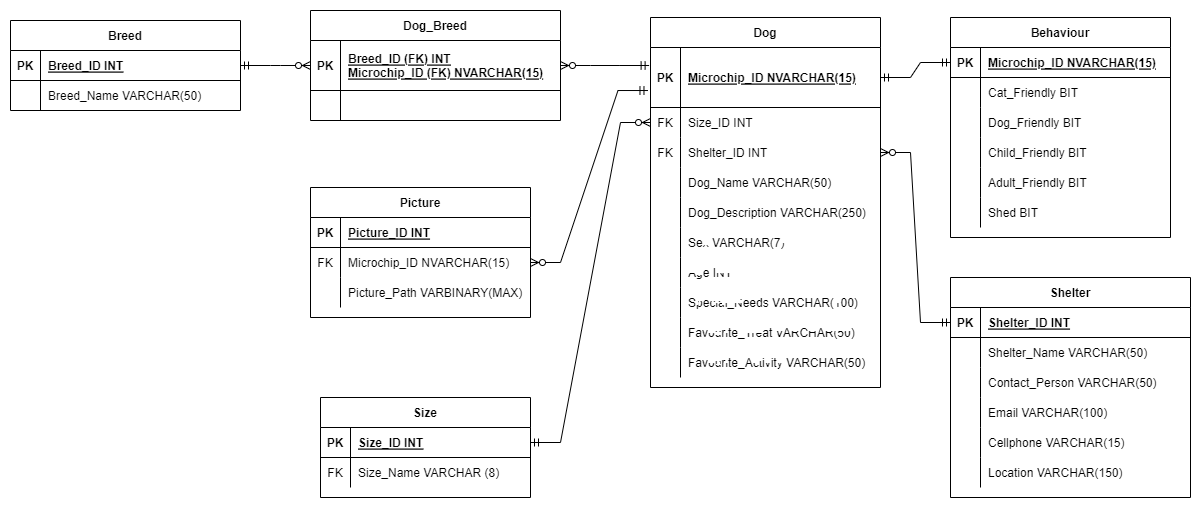 Breed
PK Breed_ID INT
Breed_Name VARCHAR(50)
Dog_Breed
PK Breed_ID (FK) INT
Microchip_ID (FK) NVARCHAR(15)
Picture
PK Picture_ID INT
FK Microchip_ID NVARCHAR(15)
Picture_Path VARBINARY(MAX)
Size
PK Size_ID INT
FK Size_Name VARCHAR (8)
Dog
PK Microchip_ID NVARCHAR(15)
FK Size_ID INT
FK Shelter_ID INT
Dog_Name VARCHAR(50)
Dog_Description VARCHAR(250)
VARCHAR(7)
Age INT
Special_Needs VARCHAR(100)
Favourite_Treat VARCHAR(50)
Favourite_Activity VARCHAR(50)
Behaviour
PK Microchip_ID NVARCHAR(15)
Cat_Friendly BIT
Dog_Friendly BIT
Child_Friendly BIT
Adult_Friendly BIT
Shed BIT
Shelter
PK Shelter_ID INT
Shelter_Name VARCHAR(50)
Contact_Person VARCHAR(50)
Email VARCHAR(100)
Cellphone VARCHAR(15)
Location VARCHAR(150)